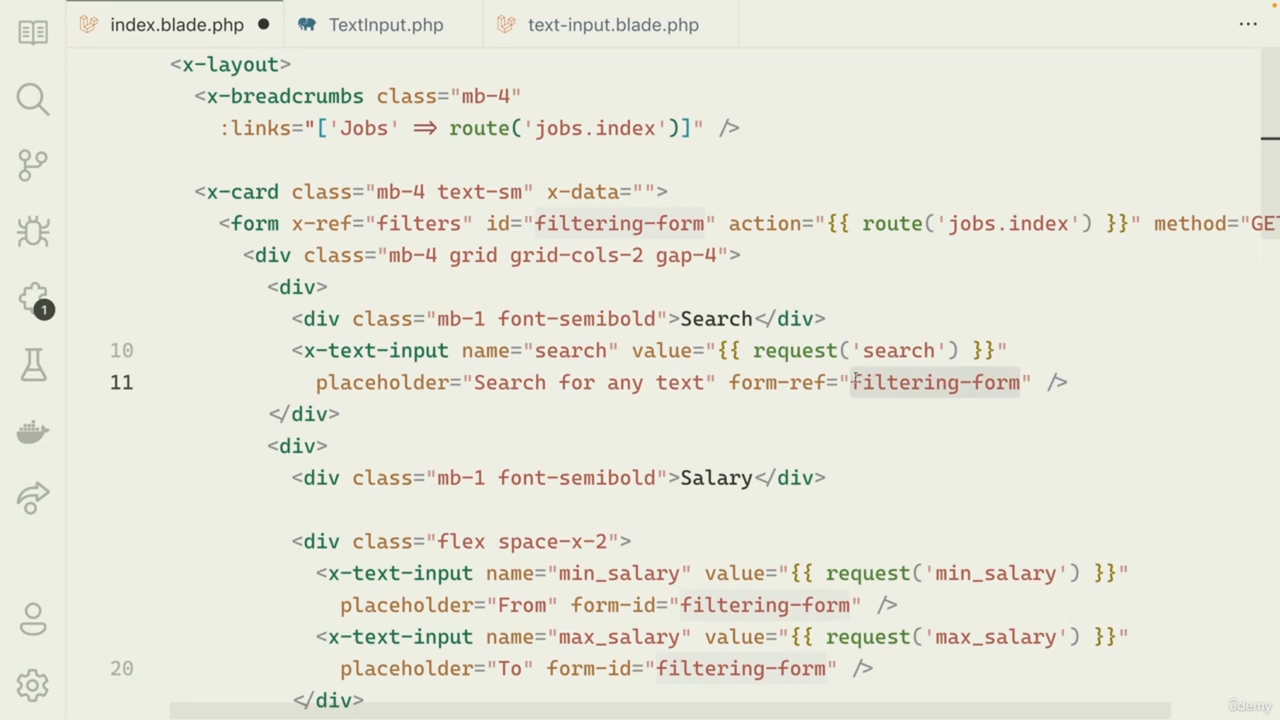 index.blade.php ● TextInput.php text-input.blade.php ...
<x-layout>
<x-breadcrumbs class="mb-4"
:links="['Jobs' => route('jobs.index')]" />
<x-card class="mb-4 text-sm" x-data="">
<form x-ref="filters" id="filtering-form" action="{{ route('jobs.index') }}" method="GET
<div class="mb-4 grid grid-cols-2 gap-4">
<div>
<div class="mb-1 font-semibold">Search</div>
10 <x-text-input name="search" value="{{ request('search') }}"
11 placeholder="Search for any text" form-ref="filtering-form" />
1
</div>
<div>
<div class="mb-1 font-semibold">Salary</div>
<div class="flex space-x-2">
<x-text-input name="min_salary" value="{{ request('min_salary') }}"
placeholder="From" form-id="filtering-form" />
<x-text-input name="max_salary" value="{{ request('max_salary') }}"
20 placeholder="To" form-id="filtering-form" />
</div>
ûdemy